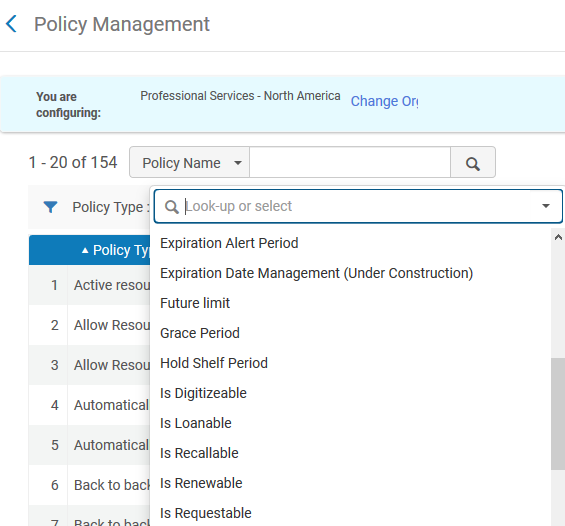 Policy Management
You are
configuring:
Professional Services - North America
Change Org
1 - 20 of 154
Policy Name
Policy Type :
Look-up or select
Policy Typ
Expiration Alert Period
Expiration Date Management (Under Construction)
Future limit
Grace Period
Hold Shelf Period
Is Digitizeable
Is Loanable
Is Recallable
Is Renewable
Is Requestable
1 Active resou
2 Allow Resou
3 Allow Resou
4 Automatical
5 Automatical
6 Back to back
7 Back to back